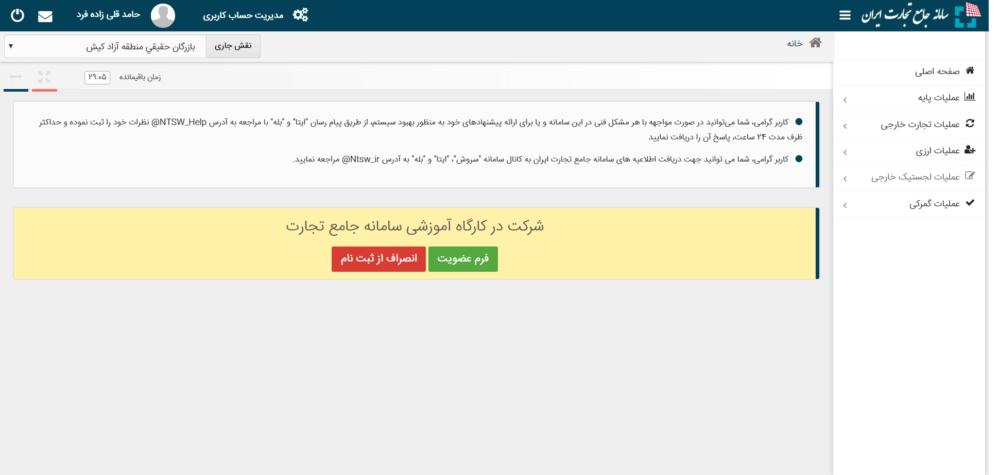 سامانه جامع تجارت ایران
مدیریت حساب کاربری
حامد قلی زاده فرد
خانه
نقش جاری
بازرگان حقیقي منطقه آزاد کیش
زمان باقیمانده
۲۹:۰۵
صفحه اصلی
عملیات پایه
عملیات تجارت خارجی
عملیات ارزی
عملیات لجستیک خارجی
عملیات گمرکی
کاربر گرامی، شما می‌توانید در صورت مواجهه با هر مشکل فنی در این سامانه و یا برای ارائه پیشنهادهای خود به منظور بهبود سیستم، از طریق پیام رسان "ایتا" و "بله" با مراجعه به آدرس NTSW_Help@ نظرات خود را ثبت نموده و حداکثر
ظرف مدت ۲۴ ساعت، پاسخ آن را دریافت نمایید
کاربر گرامی، شما می توانید جهت دریافت اطلاعیه های سامانه جامع تجارت ایران به کانال سامانه "سروش"، "ایتا" و "بله" به آدرس Ntsw_ir@ مراجعه نمایید.
شرکت در کارگاه آموزشی سامانه جامع تجارت
فرم عضویت
انصراف از ثبت نام